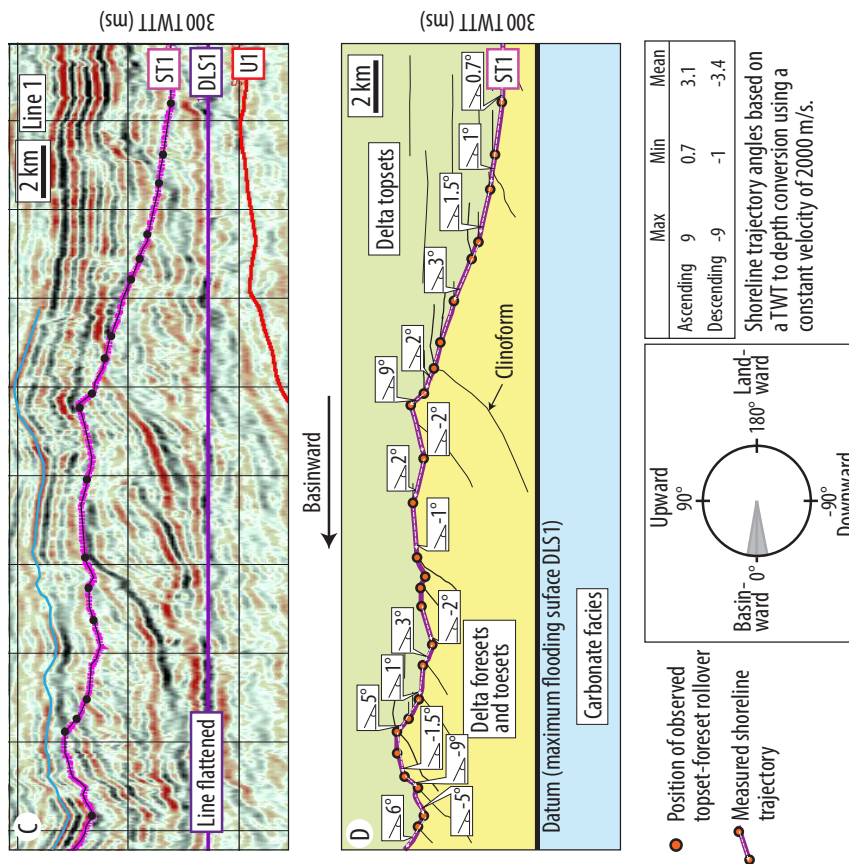 C
Line 1
2 km
ST1
DLS1
U1
Line flattened
300 TWTT (ms)
Basinward
D
2 km
Delta topsets
ST1
0.7°
1°
1.5°
3°
2°
9°
-2°
2°
-1°
-2°
3°
1°
5°
-1.5°
-9°
-5°
6°
Clinoform
Delta foresets
and toesets
Datum (maximum flooding suface DLS1)
Carbonate facies
300 TWTT (ms)
Position of observed
topset-foreset rollover
Measured shoreline
trajectory
Upward
90°
Basin-
ward
0°
180°
Land-
ward
-90°
Downward
Max Min Mean
Ascending 9 0.7 3.1
Descending -9 -1 -3.4
Shoreline trajectory angles based on
a TWT to depth conversion using a
constant velocity of 2000 m/s.